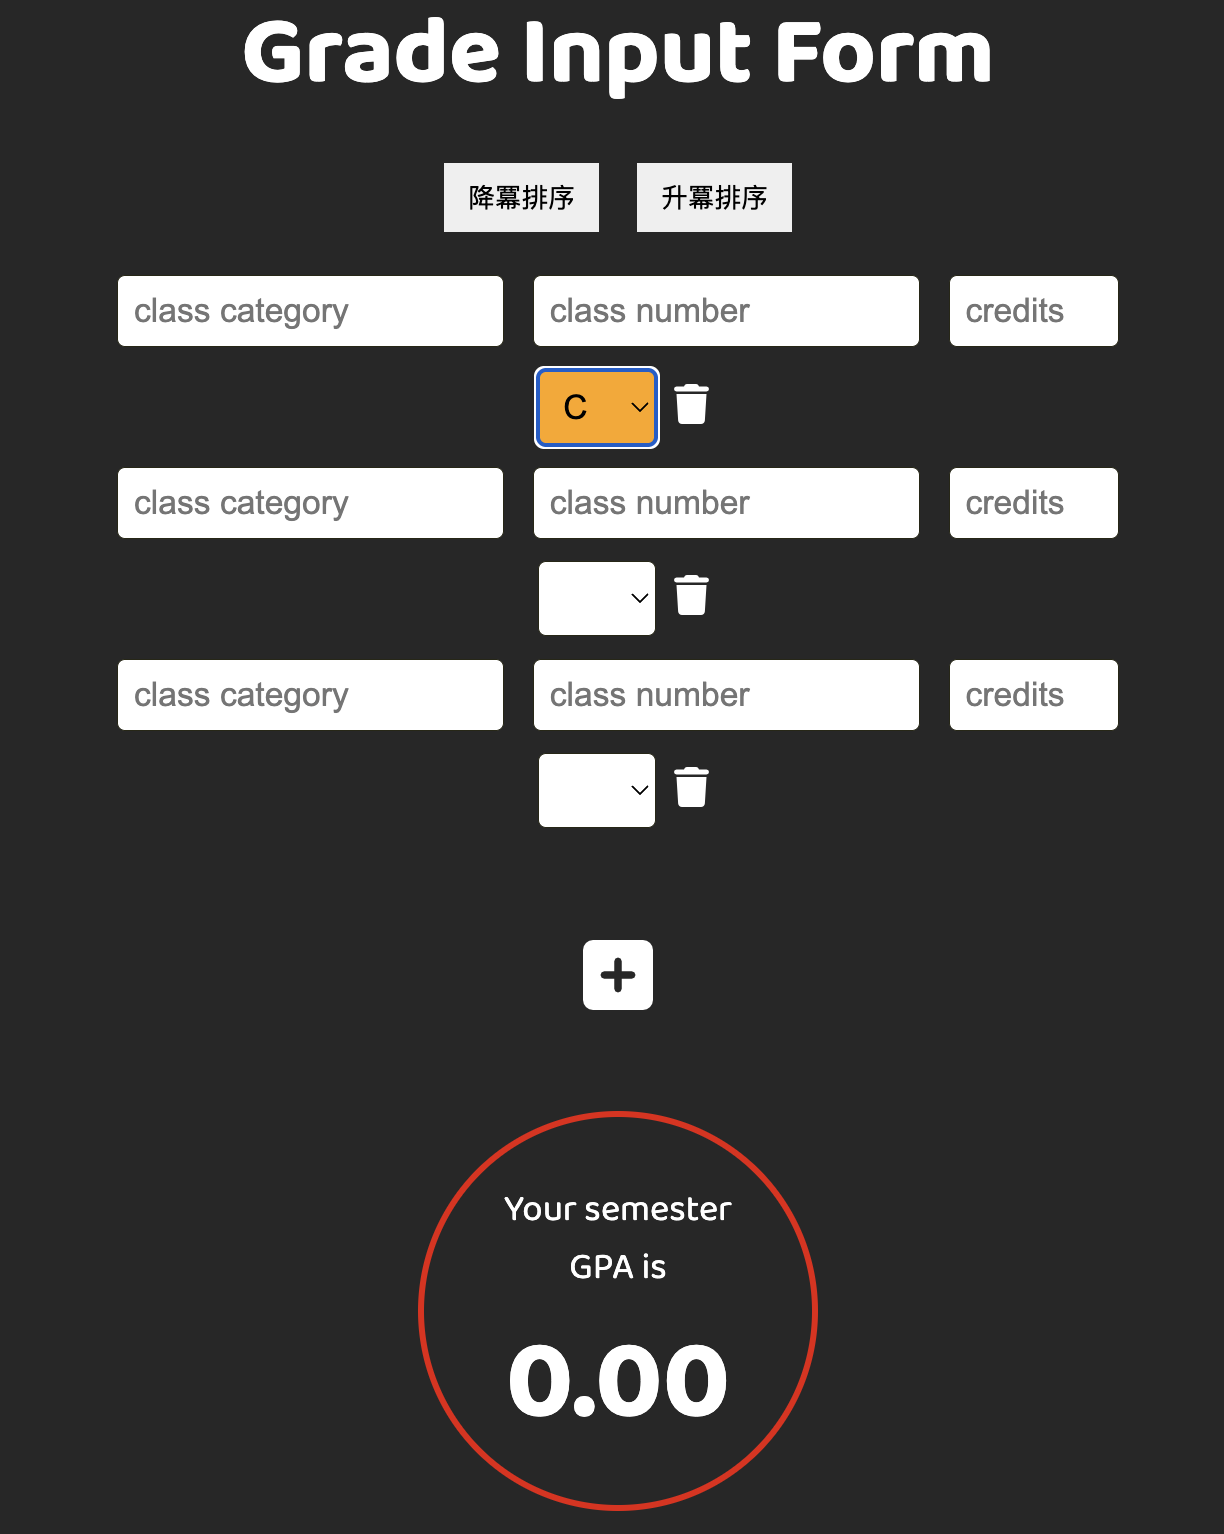 Grade Input Form
降冪排序 升冪排序
class category class number credits
C
class category class number credits
class category class number credits
Your semester
GPA is
0.00